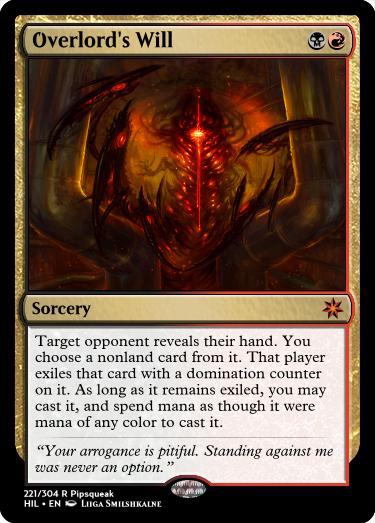 Overlord's Will
Sorcery
Target opponent reveals their hand. You
choose a nonland card from it. That player
exiles that card with a domination counter
on it. As long as it remains exiled, you may
cast it, and spend mana as though it were
mana of any color to cast it.
“Your arrogance is pitiful. Standing against me
was never an option.”
221/304 R Pipsqueak
HIL • EN Liiga Smilshkalne